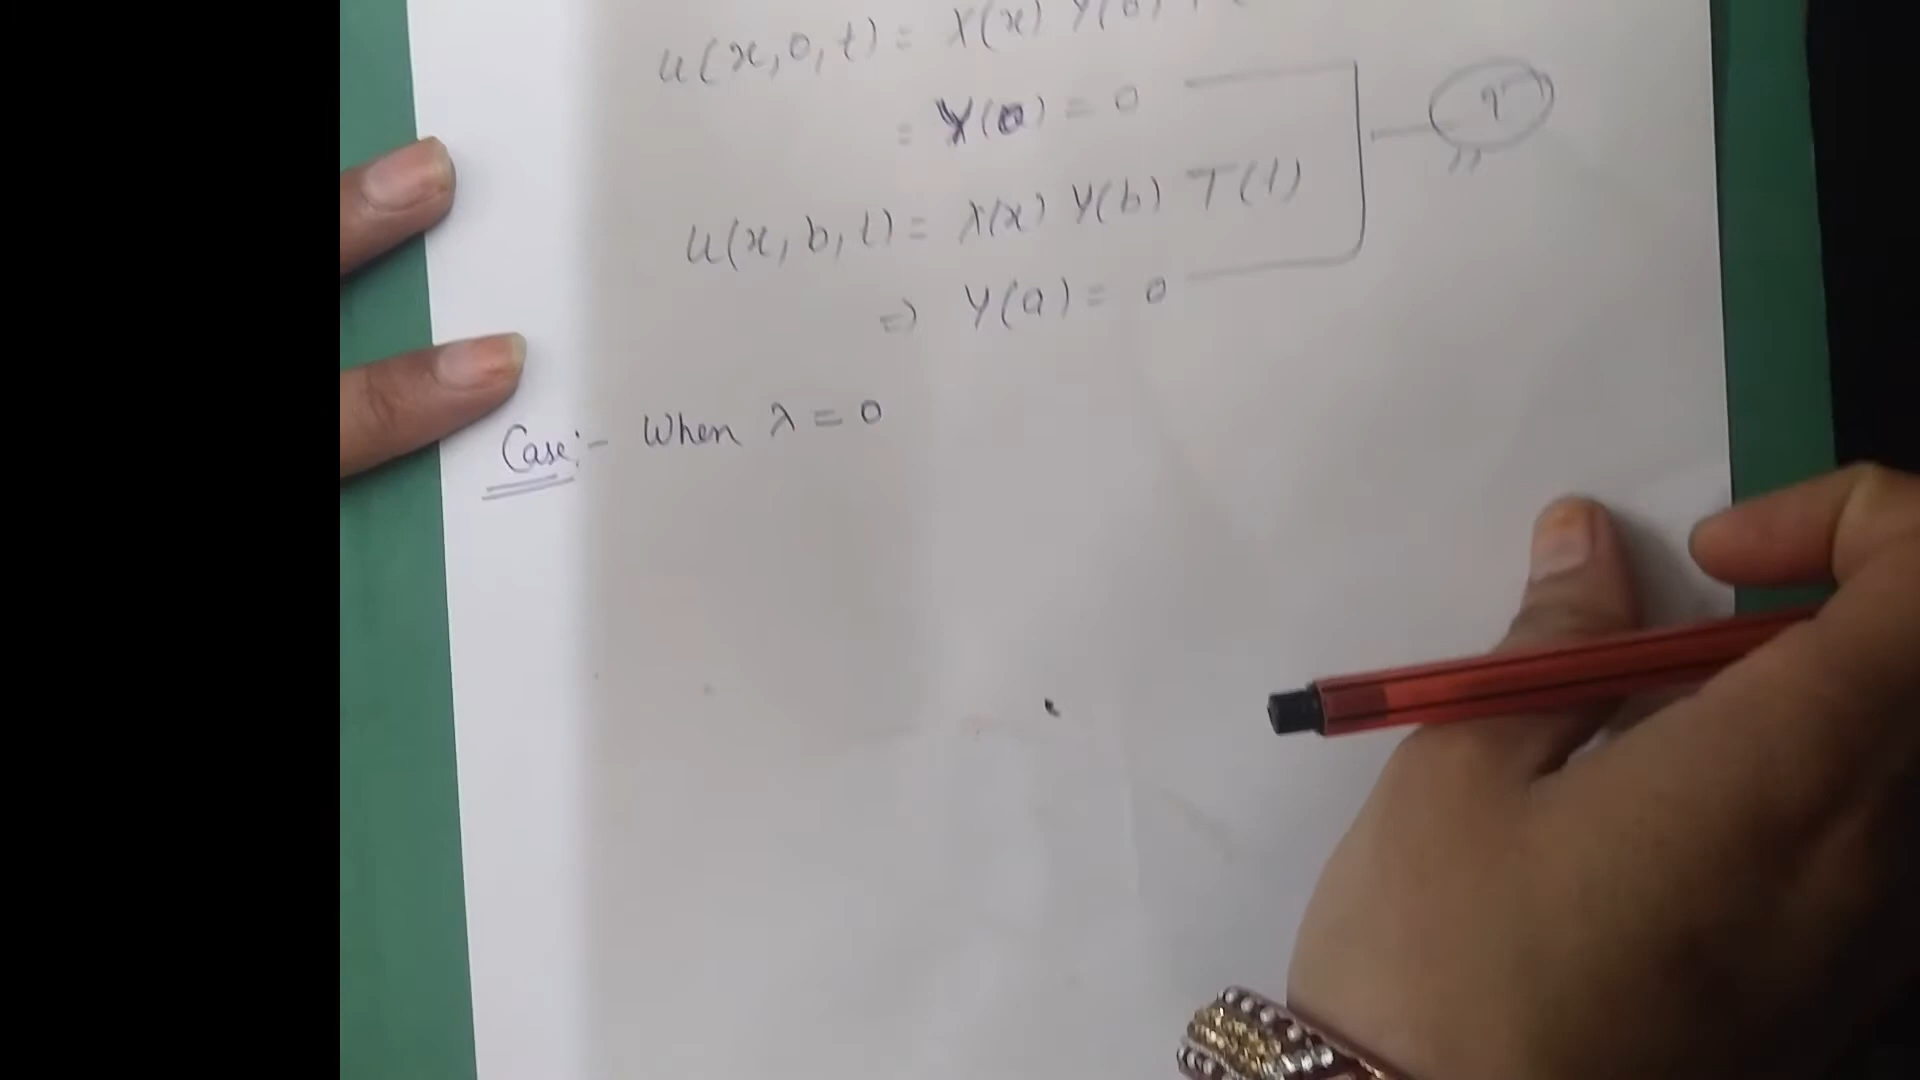 u(x,0,t) = X(x) Y(0)
= Y(0) = 0
u(x,b,t) = X(x) Y(b) T(t)
=) Y(a) = 0
Case:- When λ = 0